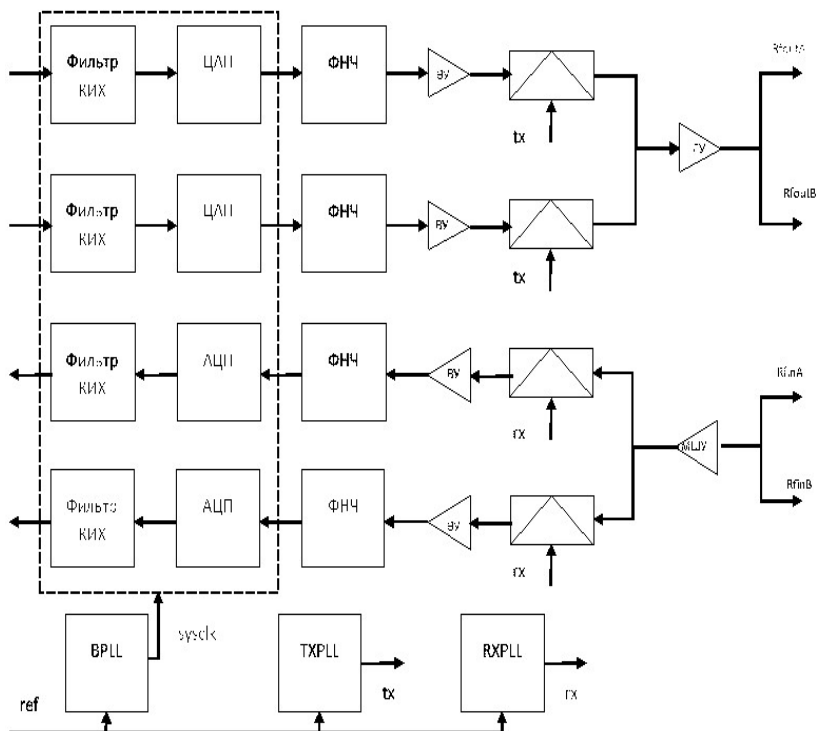 Фильтр
КИХ
ЦАП
ФНЧ
ВУ
tx
RfoutA
Фильтр
КИХ
ЦАП
ФНЧ
ВУ
tx
RfoutB
Фильтр
КИХ
АЦП
ФНЧ
ВУ
rx
RfinA
МШУ
Фильтр
КИХ
АЦП
ФНЧ
ВУ
rx
RfinB
BPLL
sysclk
TXPLL
tx
RXPLL
rx
ref